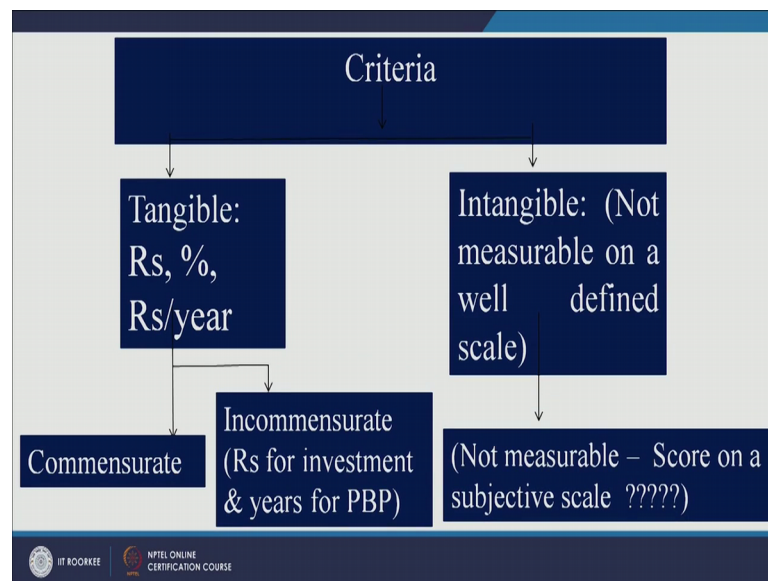 Criteria
Tangible:
Rs, %,
Rs/year
Intangible: (Not
measurable on a
well defined
scale)
Commensurate
Incommensurate
(Rs for investment
& years for PBP)
(Not measurable – Score on a
subjective scale ?????)
IIT ROORKEE
NPTEL ONLINE
CERTIFICATION COURSE